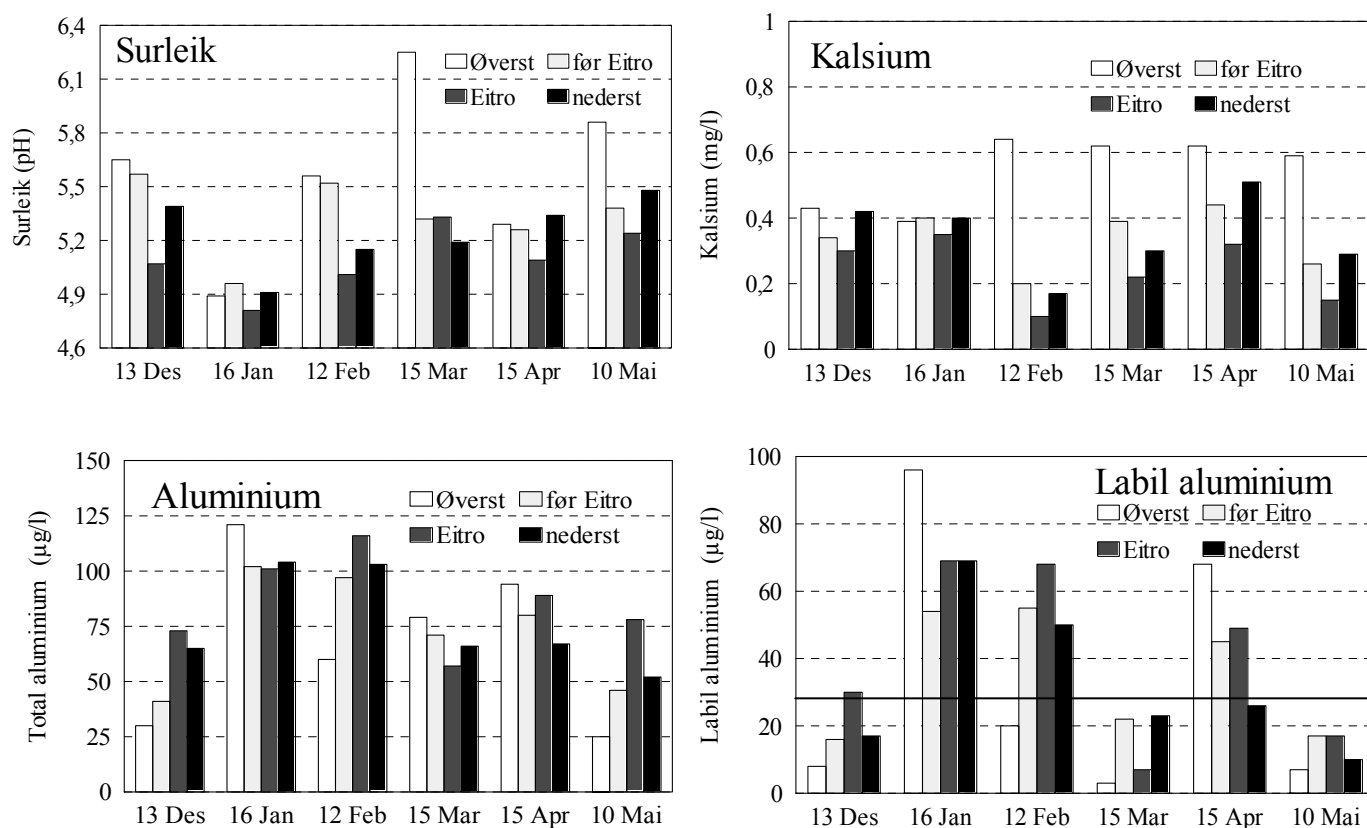 Surleik
Øverst før Eitro
Eitro nederst
Surleik (pH)
6,4
6,1
5,8
5,5
5,2
4,9
4,6
13 Des 16 Jan 12 Feb 15 Mar 15 Apr 10 Mai
Kalsium
Øverst før Eitro
Eitro nederst
Kalsium (mg/l)
1
0,8
0,6
0,4
0,2
0
13 Des 16 Jan 12 Feb 15 Mar 15 Apr 10 Mai
Aluminium
Øverst før Eitro
Eitro nederst
Total aluminium (µg/l)
150
125
100
75
50
25
0
13 Des 16 Jan 12 Feb 15 Mar 15 Apr 10 Mai
Labil aluminium
Øverst før Eitro
Eitro nederst
Labil aluminium (µg/l)
100
80
60
40
20
0
13 Des 16 Jan 12 Feb 15 Mar 15 Apr 10 Mai